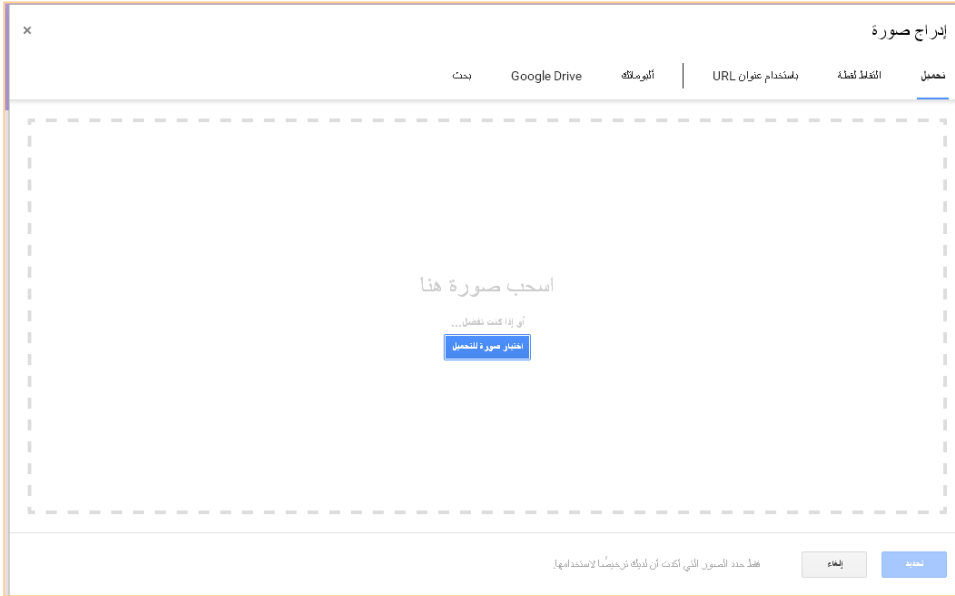 إدراج صورة ×
تحميل التقاط لقطة باستخدام عنوان URL ألبوماتك Google Drive بحث
اسحب صورة هنا
أو إذا كنت تفضل...
اختيار صورة للتحميل
تحديد إلغاء فقط حدد الصور التي أكدت أن لديك ترخيصًا لاستخدامها.